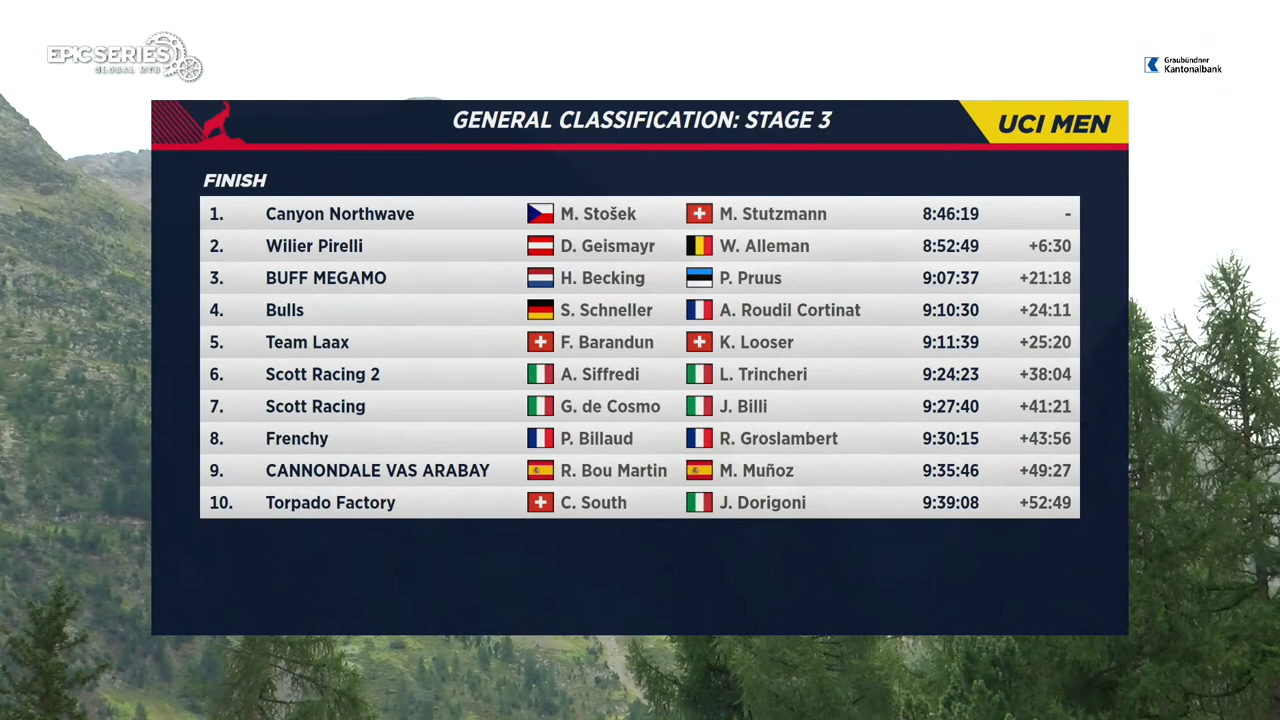 EPIC SERIES
GLOBAL MTB
Graubündner
Kantonalbank
GENERAL CLASSIFICATION: STAGE 3
UCI MEN
FINISH
1. Canyon Northwave M. Stošek M. Stutzmann 8:46:19 -
2. Wilier Pirelli D. Geismayr W. Alleman 8:52:49 +6:30
3. BUFF MEGAMO H. Becking P. Pruus 9:07:37 +21:18
4. Bulls S. Schneller A. Roudil Cortinat 9:10:30 +24:11
5. Team Laax F. Barandun K. Looser 9:11:39 +25:20
6. Scott Racing 2 A. Siffredi L. Trincheri 9:24:23 +38:04
7. Scott Racing G. de Cosmo J. Billi 9:27:40 +41:21
8. Frenchy P. Billaud R. Groslambert 9:30:15 +43:56
9. CANNONDALE VAS ARABAY R. Bou Martin M. Muñoz 9:35:46 +49:27
10. Torpado Factory C. South J. Dorigoni 9:39:08 +52:49